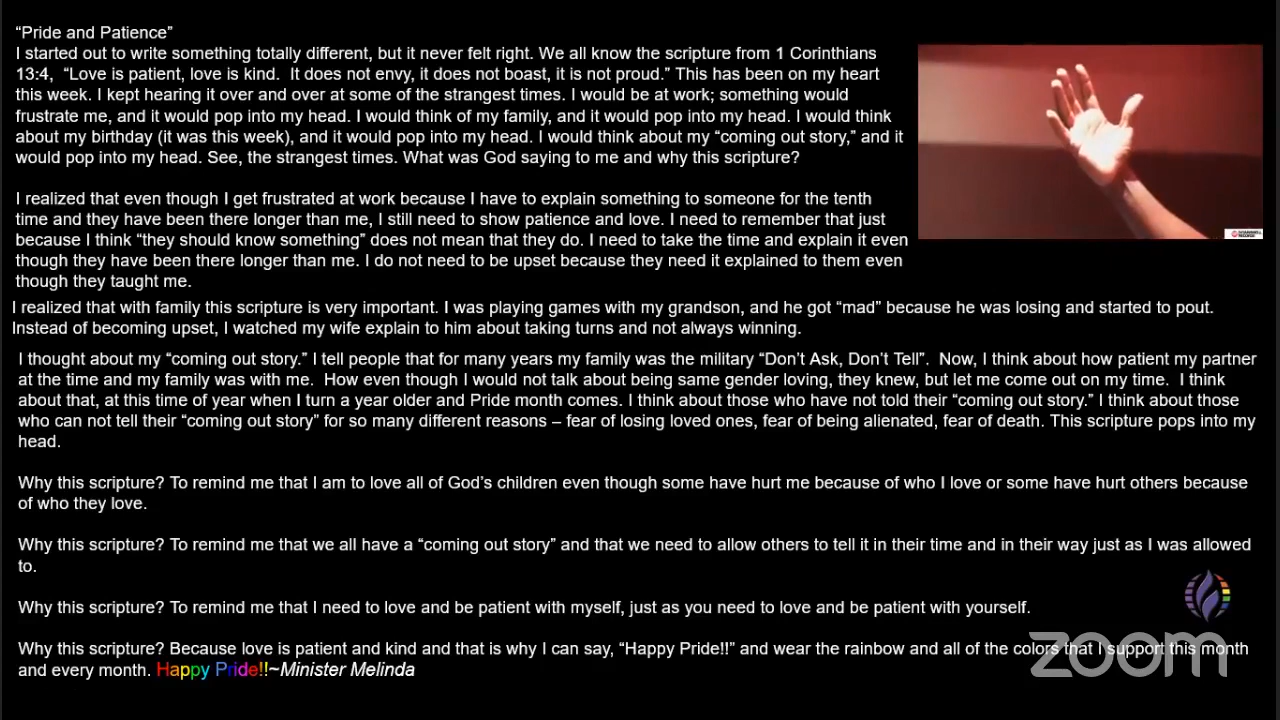 “Pride and Patience”
I started out to write something totally different, but it never felt right. We all know the scripture from 1 Corinthians
13:4,  “Love is patient, love is kind.  It does not envy, it does not boast, it is not proud.” This has been on my heart
this week. I kept hearing it over and over at some of the strangest times. I would be at work; something would
frustrate me, and it would pop into my head. I would think of my family, and it would pop into my head. I would think
about my birthday (it was this week), and it would pop into my head. I would think about my “coming out story,” and it
would pop into my head. See, the strangest times. What was God saying to me and why this scripture?
I realized that even though I get frustrated at work because I have to explain something to someone for the tenth
time and they have been there longer than me, I still need to show patience and love. I need to remember that just
because I think “they should know something” does not mean that they do. I need to take the time and explain it even
though they have been there longer than me. I do not need to be upset because they need it explained to them even
though they taught me.
I realized that with family this scripture is very important. I was playing games with my grandson, and he got “mad” because he was losing and started to pout.
Instead of becoming upset, I watched my wife explain to him about taking turns and not always winning.
I thought about my “coming out story.” I tell people that for many years my family was the military “Don’t Ask, Don’t Tell”.  Now, I think about how patient my partner
at the time and my family was with me.  How even though I would not talk about being same gender loving, they knew, but let me come out on my time.  I think
about that, at this time of year when I turn a year older and Pride month comes. I think about those who have not told their “coming out story.” I think about those
who can not tell their “coming out story” for so many different reasons – fear of losing loved ones, fear of being alienated, fear of death. This scripture pops into my
head.
Why this scripture? To remind me that I am to love all of God’s children even though some have hurt me because of who I love or some have hurt others because
of who they love.
Why this scripture? To remind me that we all have a “coming out story” and that we need to allow others to tell it in their time and in their way just as I was allowed
to.
Why this scripture? To remind me that I need to love and be patient with myself, just as you need to love and be patient with yourself.
Why this scripture? Because love is patient and kind and that is why I can say, “Happy Pride!!” and wear the rainbow and all of the colors that I support this month
and every month. Happy Pride!!~Minister Melinda
zoom